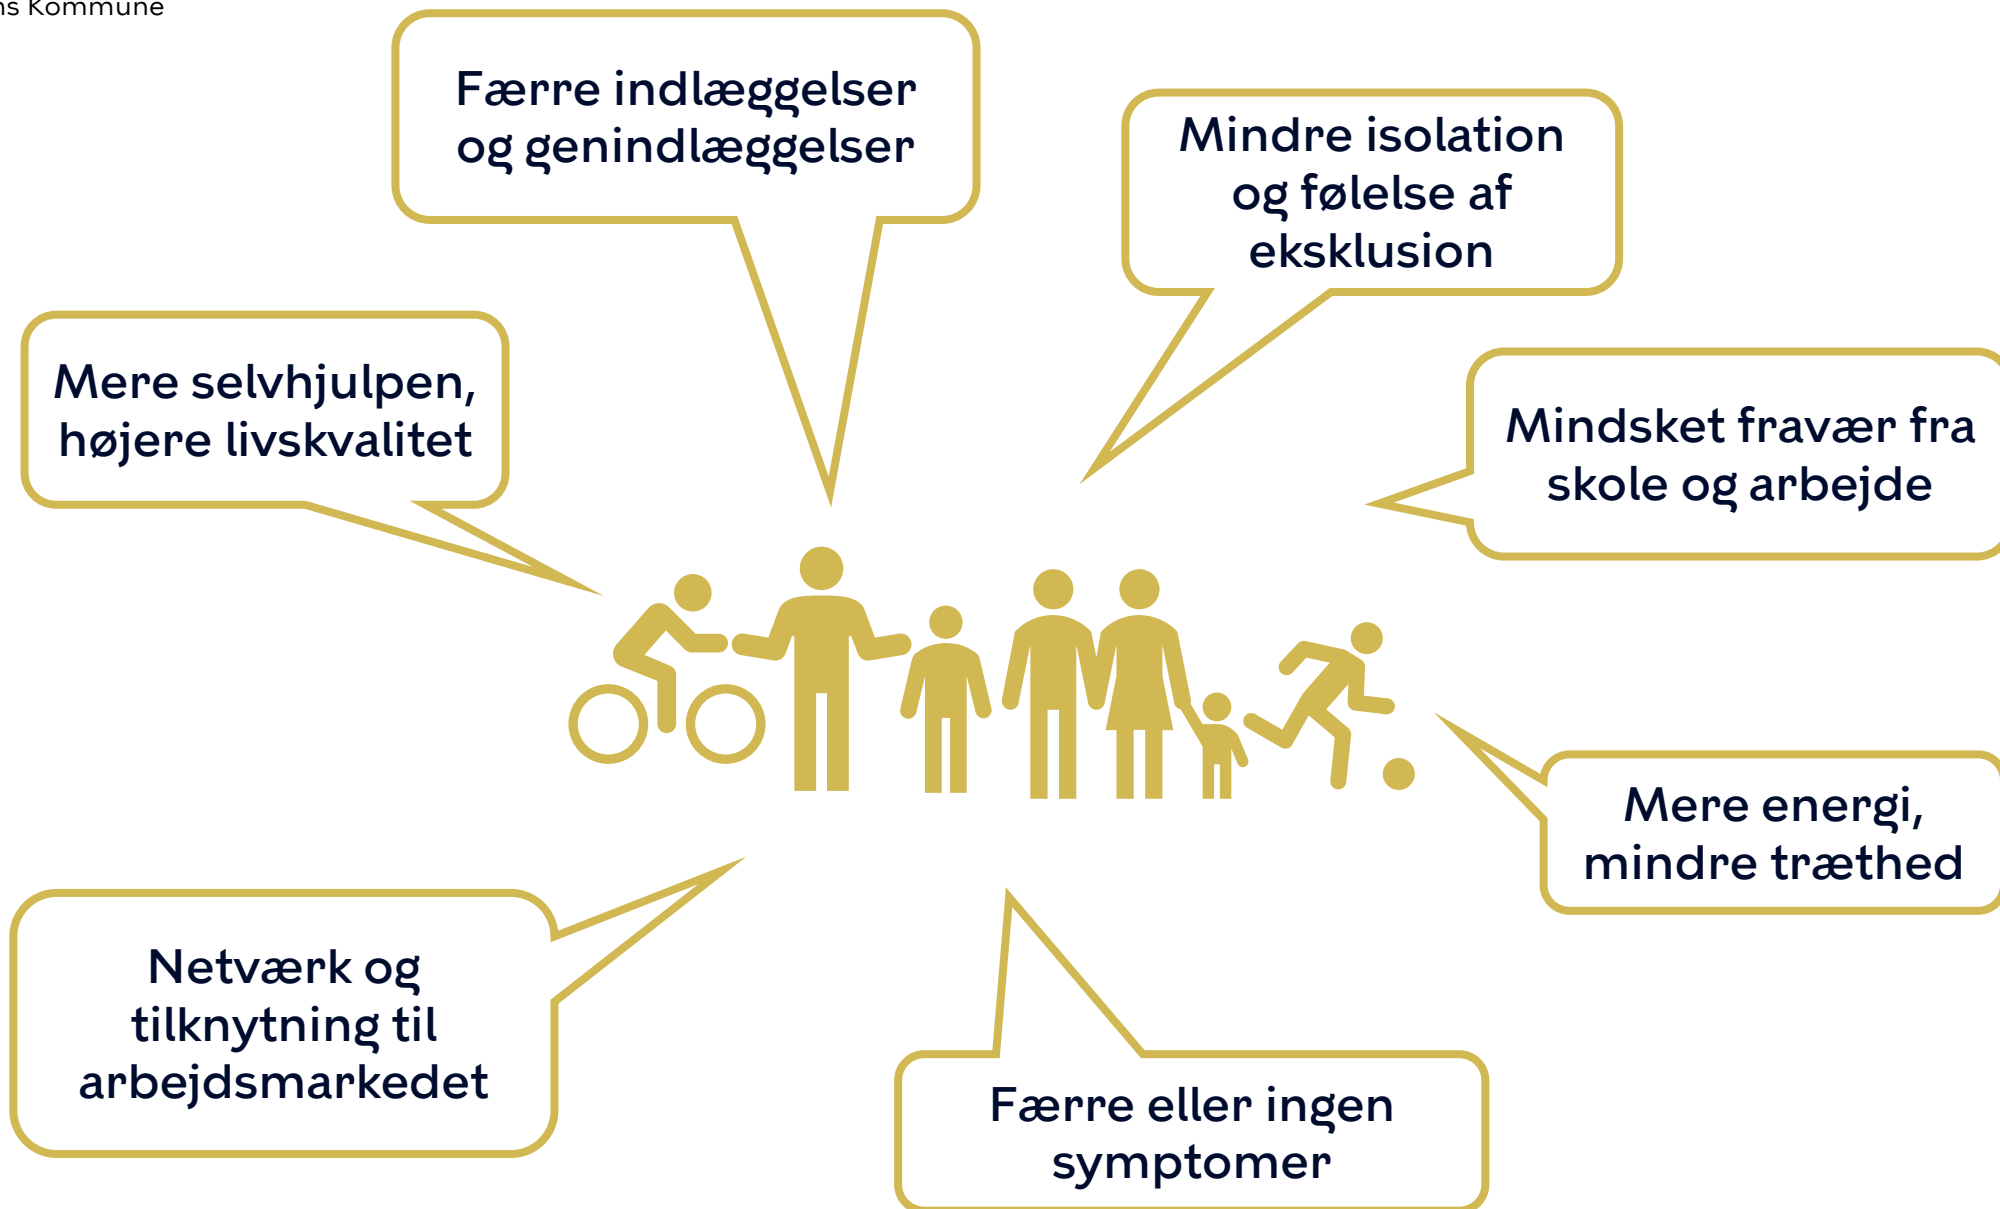 Kommune
Færre indlæggelser
og genindlæggelser
Mindre isolation
og følelse af
eksklusion
Mere selvhjulpen,
højere livskvalitet
Mindsket fravær fra
skole og arbejde
Mere energi,
mindre træthed
Netværk og
tilknytning til
arbejdsmarkedet
Færre eller ingen
symptomer